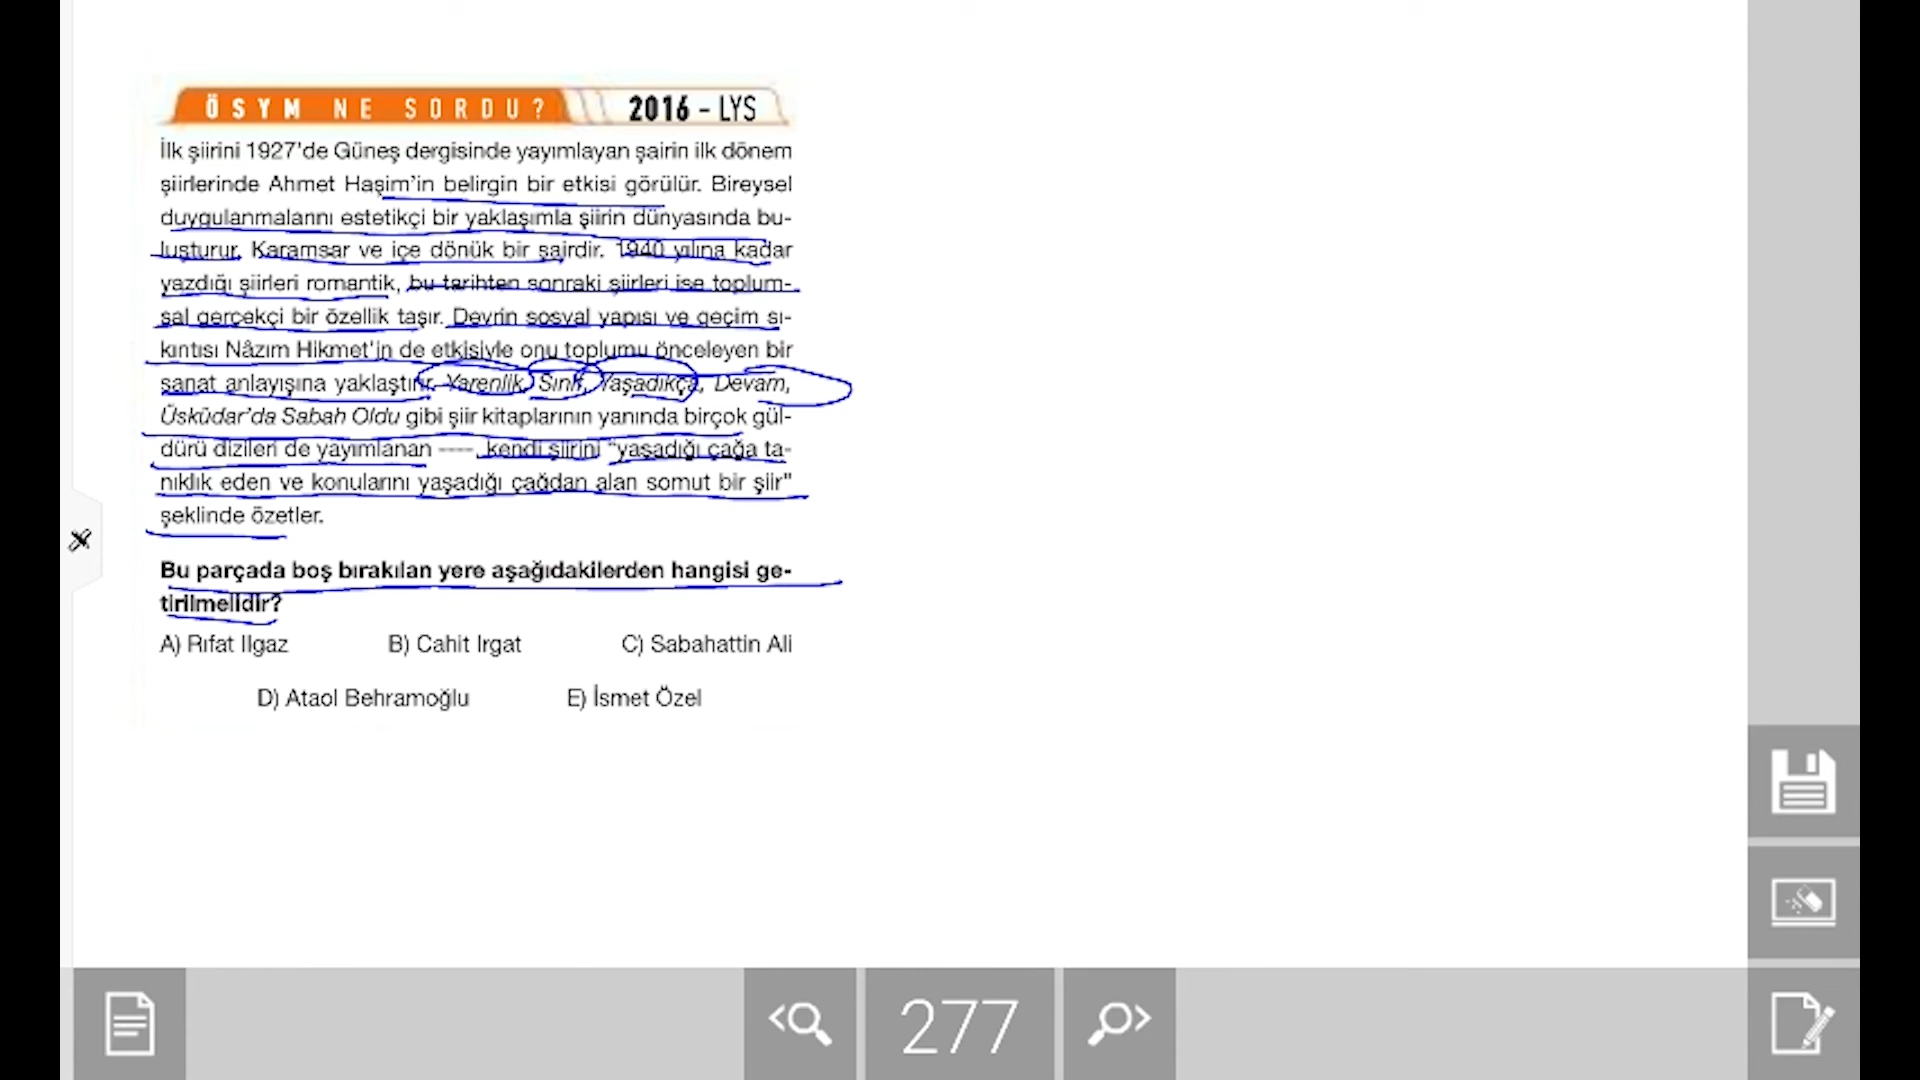 ÖSYM NE SORDU? 2016 - LYS
İlk şiirini 1927'de Güneş dergisinde yayımlayan şairin ilk dönem
şiirlerinde Ahmet Haşim'in belirgin bir etkisi görülür. Bireysel
duygulanmalarını estetikçi bir yaklaşımla şiirin dünyasında bu-
luşturur. Karamsar ve içe dönük bir şairdir. 1940 yılına kadar
yazdığı şiirleri romantik, bu tarihten sonraki şiirleri ise toplum-
sal gerçekçi bir özellik taşır. Devrin sosyal yapısı ve geçim sı-
kıntısı Nâzım Hikmet'in de etkisiyle onu toplumu önceleyen bir
sanat anlayışına yaklaştırır. Yarenlik, Sınıf, Yaşadıkça, Devam,
Üsküdar'da Sabah Oldu gibi şiir kitaplarının yanında birçok gül-
dürü dizileri de yayımlanan ----, kendi şiirini "yaşadığı çağa ta-
nıklık eden ve konularını yaşadığı çağdan alan somut bir şiir"
şeklinde özetler.
Bu parçada boş bırakılan yere aşağıdakilerden hangisi ge-
tirilmelidir?
A) Rıfat Ilgaz B) Cahit Irgat C) Sabahattin Ali
D) Ataol Behramoğlu E) İsmet Özel
277